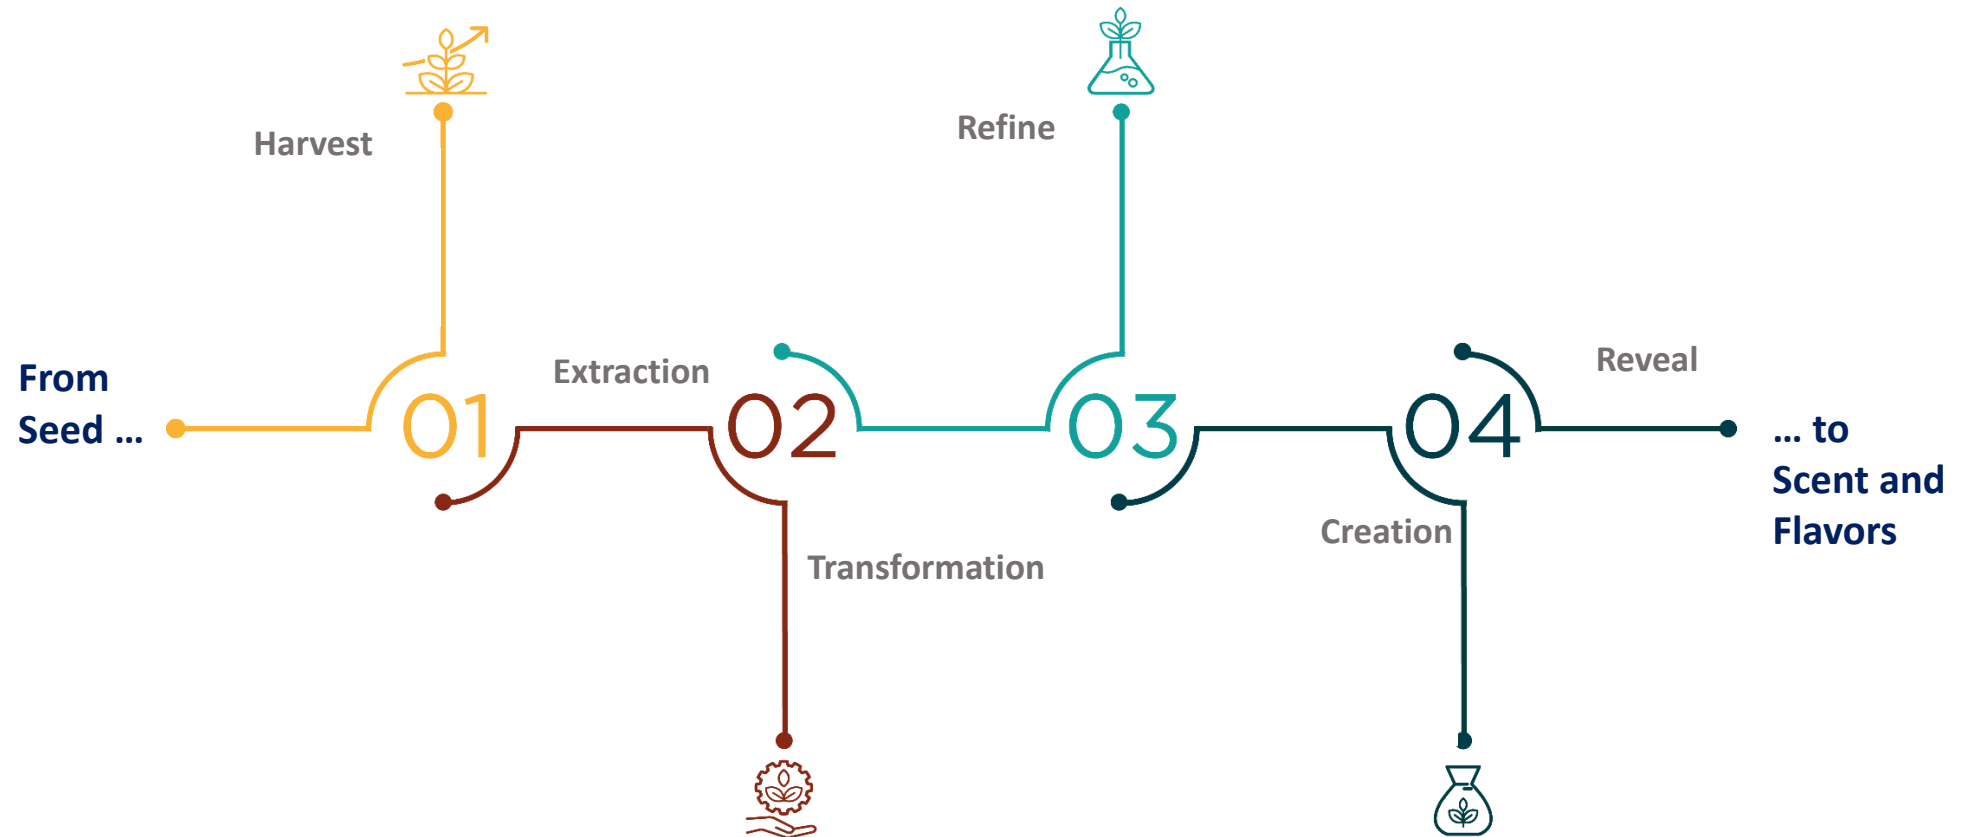 Harvest
Refine
From
Seed ...
01
Extraction
02
Transformation
03
04
Creation
Reveal
... to
Scent and
Flavors